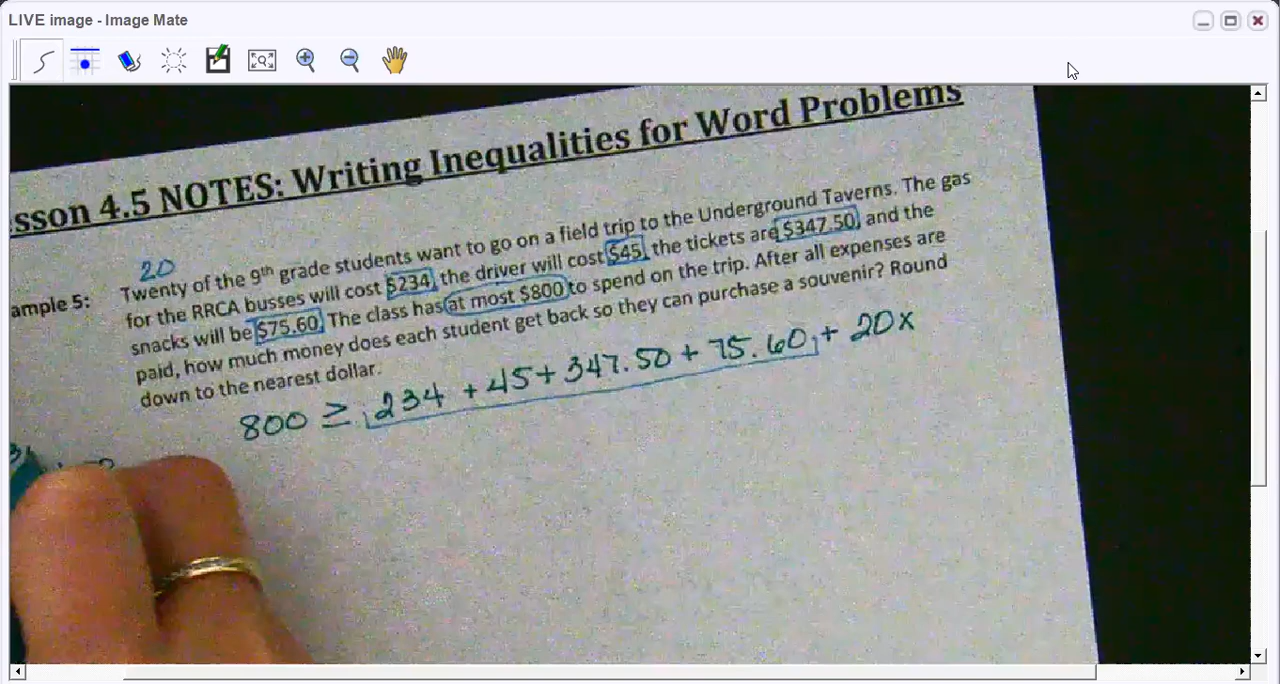 LIVE image - Image Mate
sson 4.5 NOTES: Writing Inequalities for Word Problems
20
ample 5: Twenty of the 9th grade students want to go on a field trip to the Underground Taverns. The gas
for the RRCA busses will cost $234, the driver will cost $45, the tickets are $347.50, and the
snacks will be $75.60. The class has at most $800 to spend on the trip. After all expenses are
paid, how much money does each student get back so they can purchase a souvenir? Round
down to the nearest dollar.
800 ≥ 234 + 45 + 347.50 + 75.60 + 20x